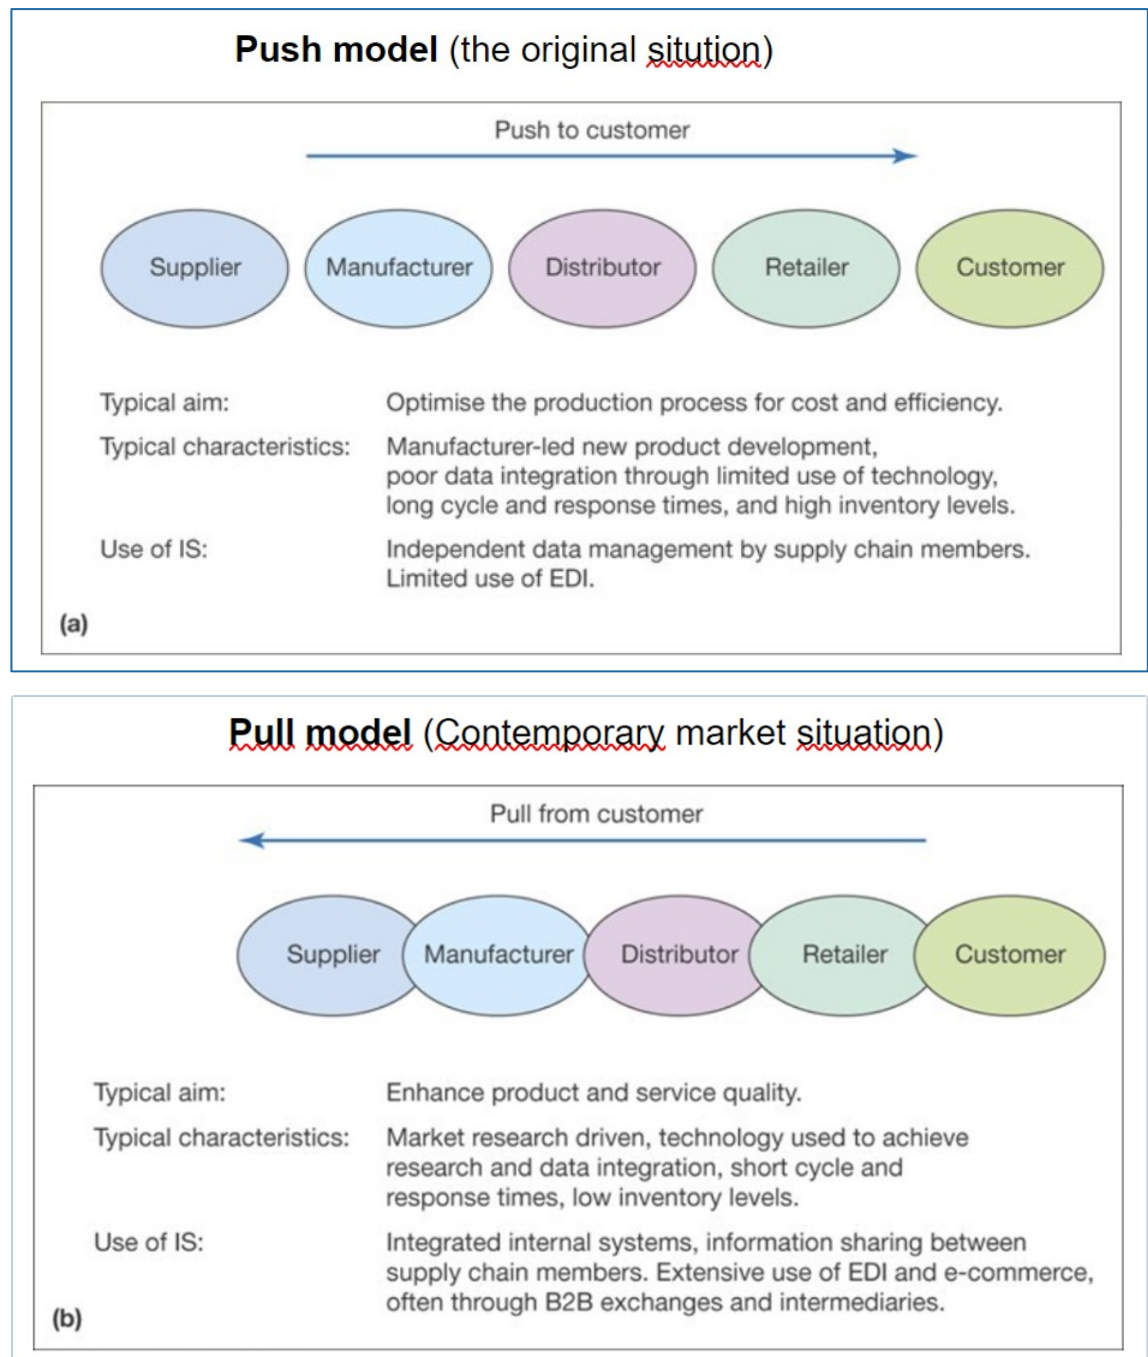 Push model (the original sitution)
Push to customer
Supplier
Manufacturer
Distributor
Retailer
Customer
Typical aim: Optimise the production process for cost and efficiency.
Typical characteristics: Manufacturer-led new product development,
poor data integration through limited use of technology,
long cycle and response times, and high inventory levels.
Use of IS: Independent data management by supply chain members.
Limited use of EDI.
(a)
Pull model (Contemporary market situation)
Pull from customer
Supplier
Manufacturer
Distributor
Retailer
Customer
Typical aim: Enhance product and service quality.
Typical characteristics: Market research driven, technology used to achieve
research and data integration, short cycle and
response times, low inventory levels.
Use of IS: Integrated internal systems, information sharing between
supply chain members. Extensive use of EDI and e-commerce,
often through B2B exchanges and intermediaries.
(b)